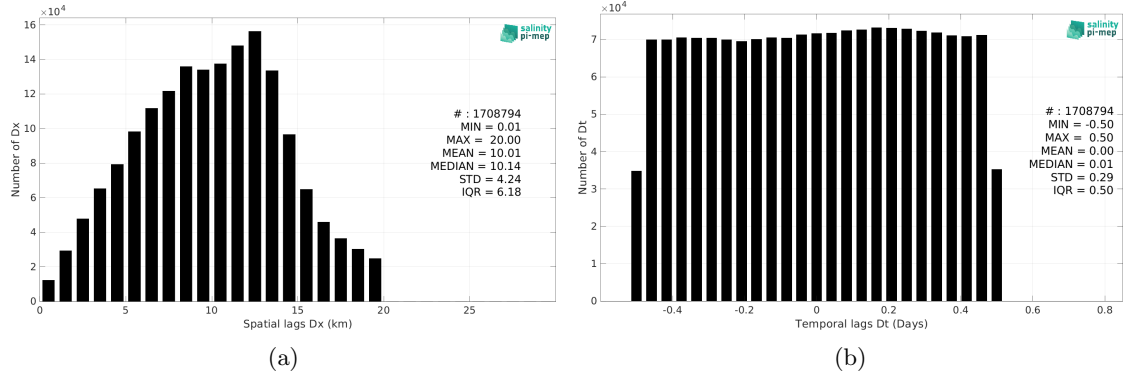 ×10⁴
16
14
12
10
8
6
4
2
0
Number of Dx
salinity
pi-mep
# : 1708794
MIN = 0.01
MAX = 20.00
MEAN = 10.01
MEDIAN = 10.14
STD = 4.24
IQR = 6.18
0 5 10 15 20 25
Spatial lags Dx (km)
(a)
×10⁴
7
6
5
4
3
2
1
0
Number of Dt
salinity
pi-mep
# : 1708794
MIN = -0.50
MAX = 0.50
MEAN = 0.00
MEDIAN = 0.01
STD = 0.29
IQR = 0.50
-0.4 -0.2 0 0.2 0.4 0.6 0.8
Temporal lags Dt (Days)
(b)